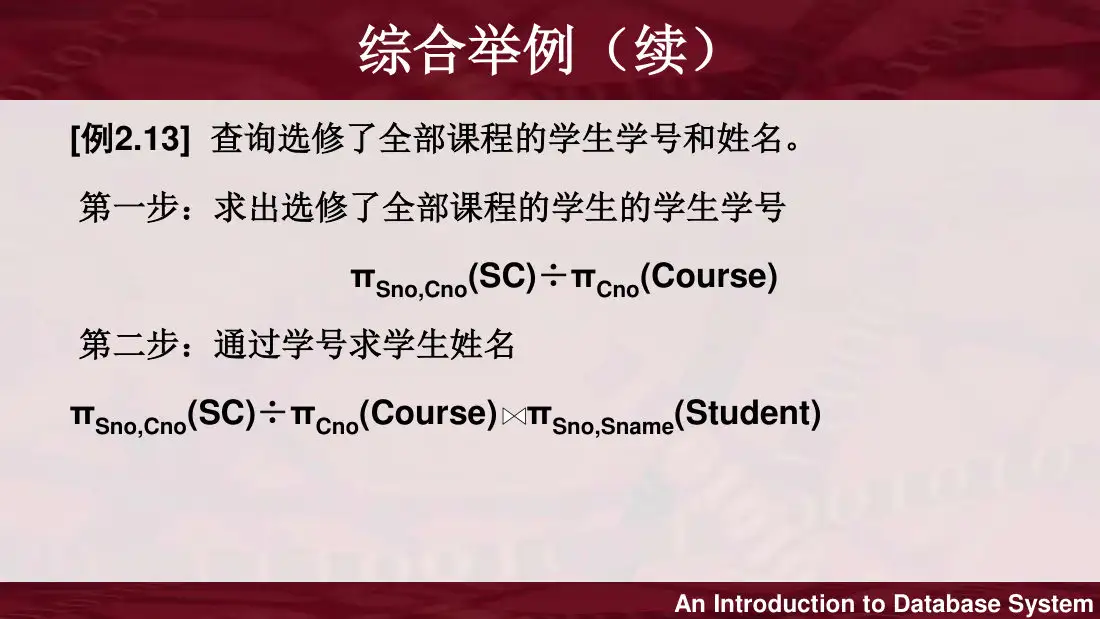 综合举例（续）
[例2.13] 查询选修了全部课程的学生学号和姓名。
第一步：求出选修了全部课程的学生的学生学号
πSno,Cno(SC)÷πCno(Course)
第二步：通过学号求学生姓名
πSno,Cno(SC)÷πCno(Course)⋈πSno,Sname(Student)
An Introduction to Database System